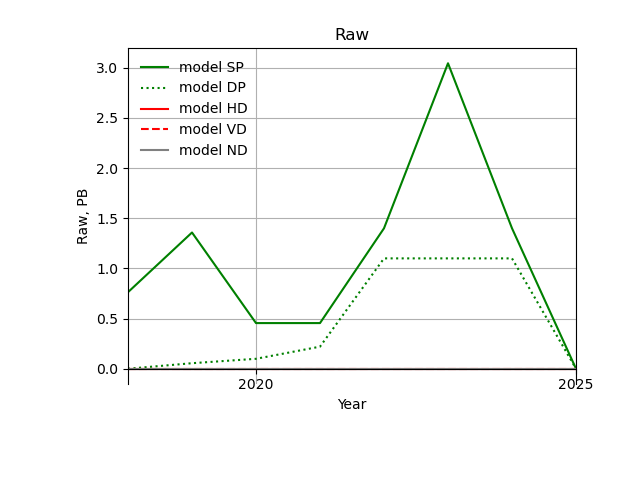 Raw
3.0
2.5
2.0
1.5
1.0
0.5
0.0
Raw, PB
model SP
model DP
model HD
model VD
model ND
2020
2025
Year